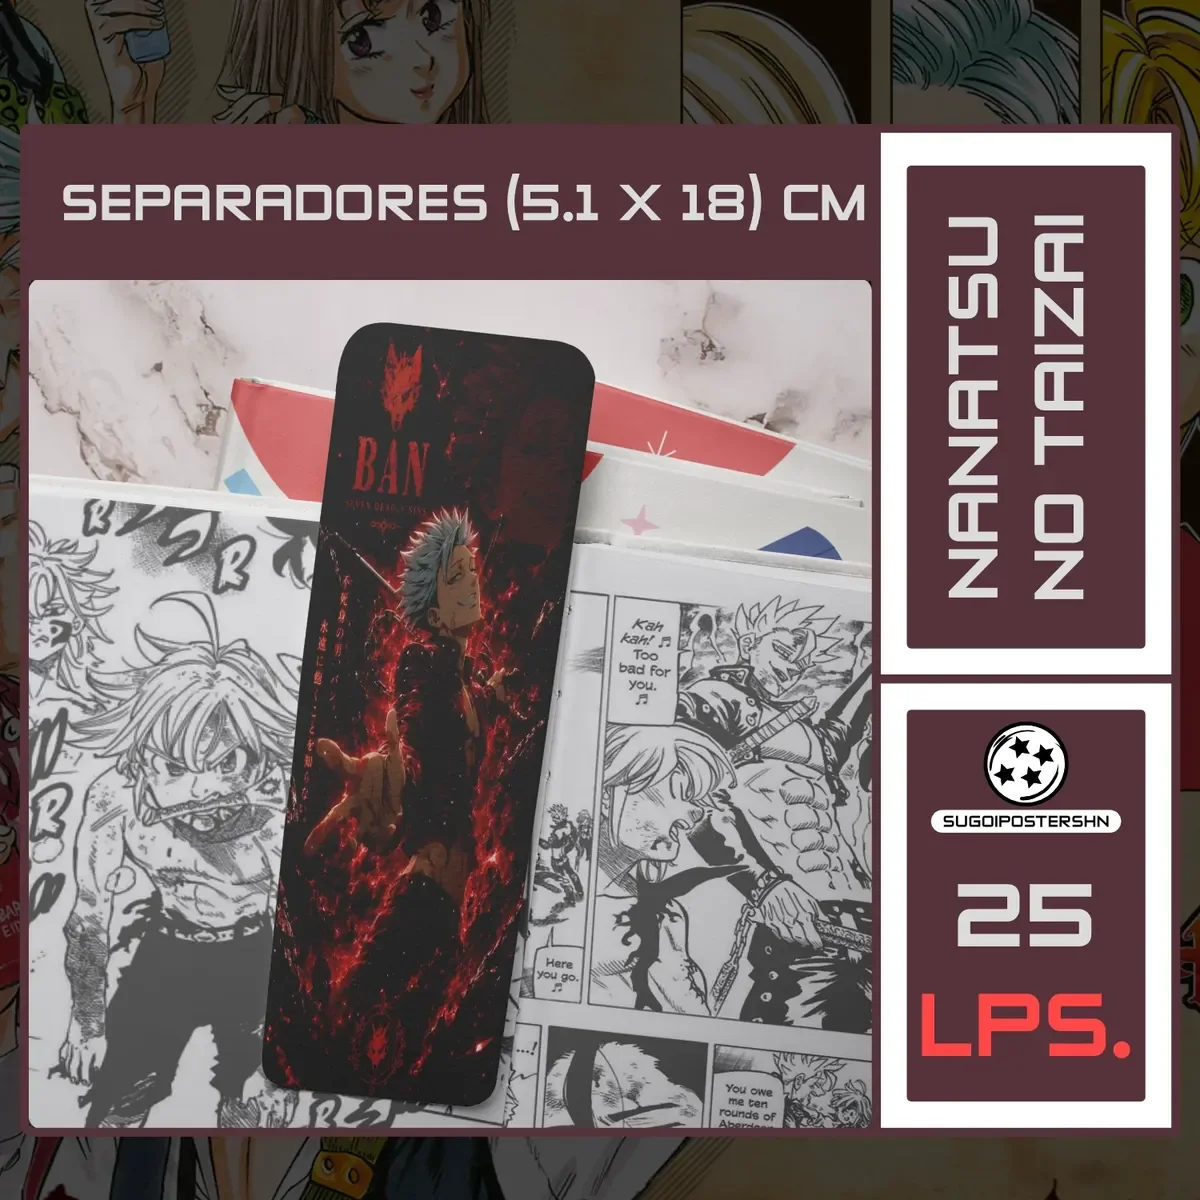 SEPARADORES (5.1 X 18) CM
NANATSU
NO TAIZAI
SUGOIPOSTERSHN
25
LPS.
BAN
Kah
kah! ♫
Too
bad for
you.
♫
Here
you go.
♫
...!
You owe
me ten
rounds of